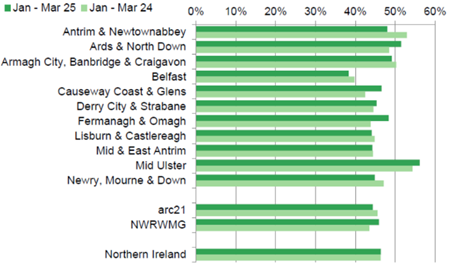 Jan - Mar 25 Jan - Mar 24 0% 10% 20% 30% 40% 50% 60%
Antrim & Newtownabbey
Ards & North Down
Armagh City, Banbridge & Craigavon
Belfast
Causeway Coast & Glens
Derry City & Strabane
Fermanagh & Omagh
Lisburn & Castlereagh
Mid & East Antrim
Mid Ulster
Newry, Mourne & Down
arc21
NWRWMG
Northern Ireland